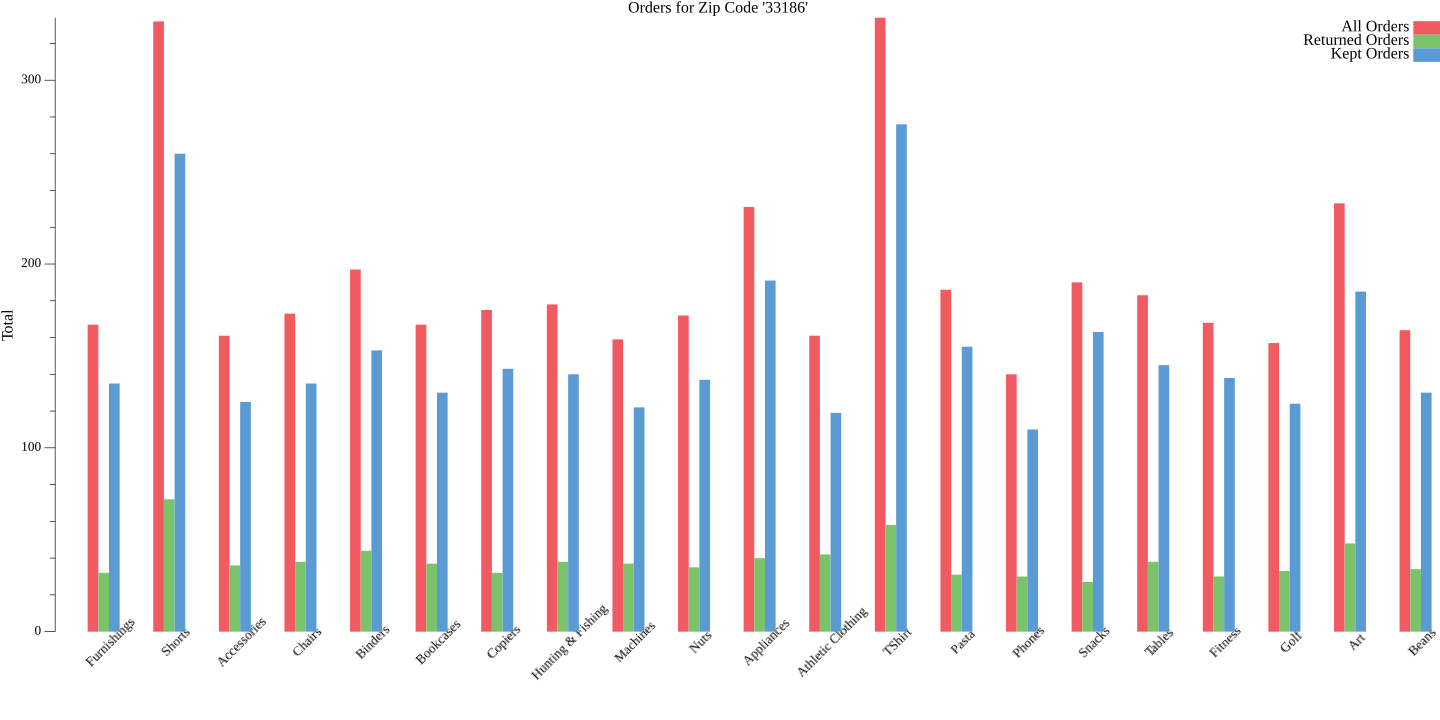 Orders for Zip Code '33186'
All Orders
Returned Orders
Kept Orders
Total
300
200
100
0
Furnishings
Shorts
Accessories
Chairs
Binders
Bookcases
Copiers
Hunting & Fishing
Machines
Nuts
Appliances
Athletic Clothing
TShirt
Pasta
Phones
Snacks
Tables
Fitness
Golf
Art
Beans